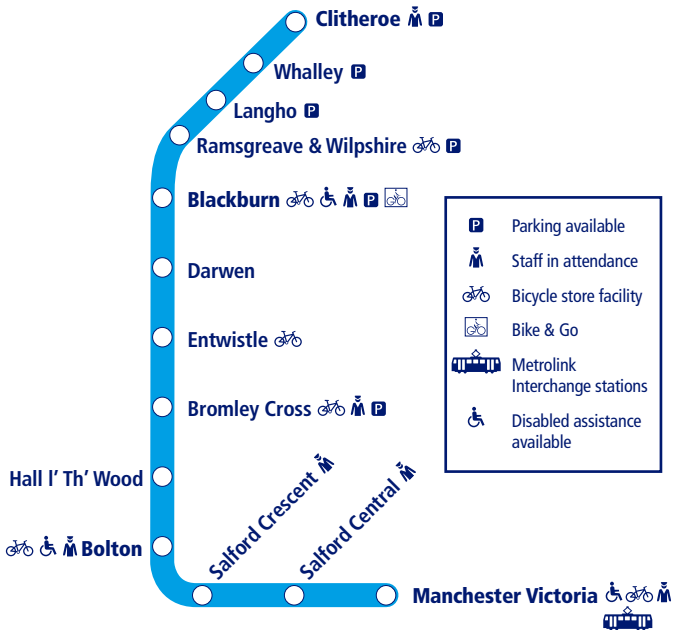 Clitheroe P
Whalley P
Langho P
Ramsgreave & Wilpshire P
Blackburn P
Darwen
Entwistle
Bromley Cross P
Hall I' Th' Wood
Bolton
Salford Crescent
Salford Central
Manchester Victoria
P Parking available
Staff in attendance
Bicycle store facility
Bike & Go
Metrolink
Interchange stations
Disabled assistance
available